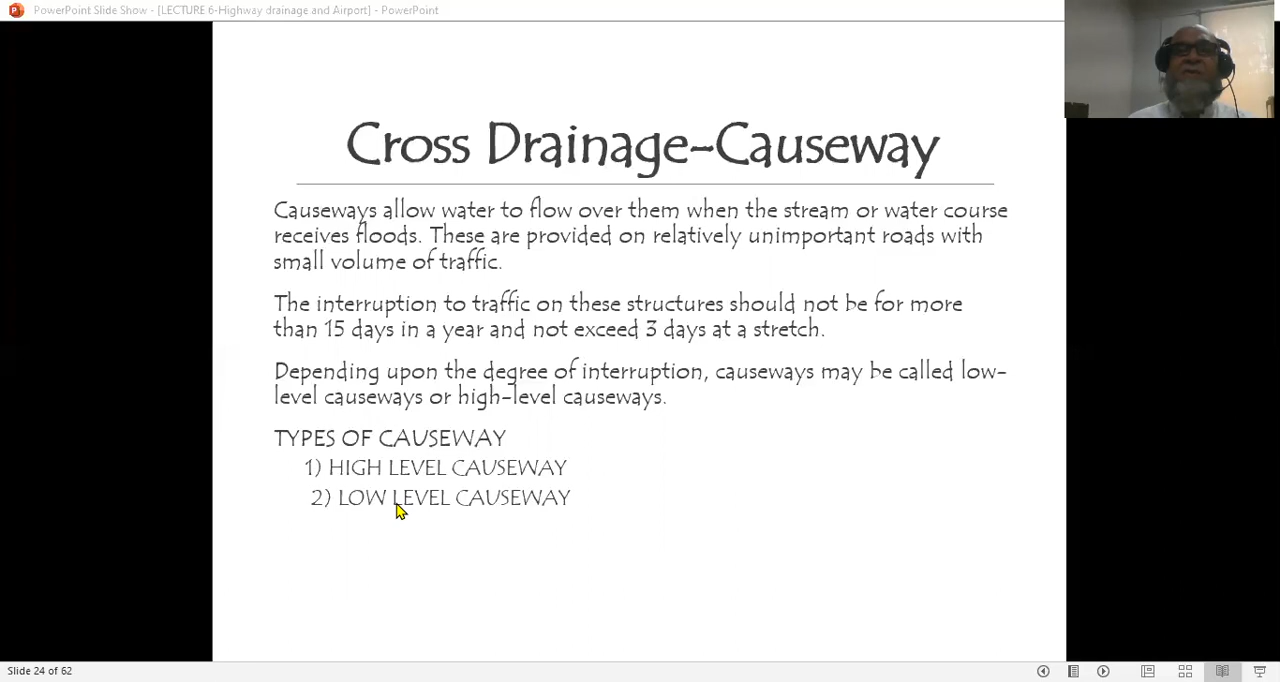 PowerPoint Slide Show - [LECTURE 6-Highway drainage and Airport] - PowerPoint
Cross Drainage-Causeway
Causeways allow water to flow over them when the stream or water course
receives floods. These are provided on relatively unimportant roads with
small volume of traffic.
The interruption to traffic on these structures should not be for more
than 15 days in a year and not exceed 3 days at a stretch.
Depending upon the degree of interruption, causeways may be called low-
level causeways or high-level causeways.
TYPES OF CAUSEWAY
1) HIGH LEVEL CAUSEWAY
2) LOW LEVEL CAUSEWAY
Slide 24 of 62